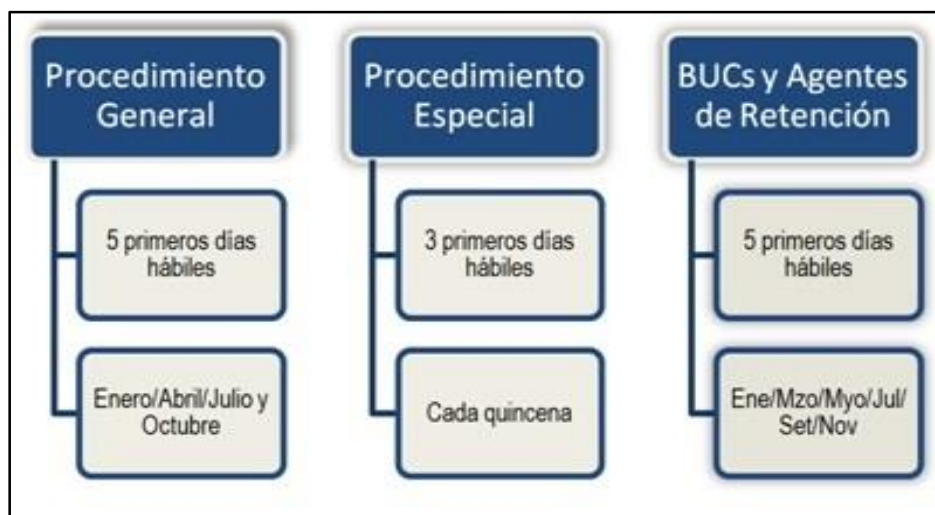 Procedimiento
General
5 primeros días
hábiles
Enero/Abril/Julio y
Octubre
Procedimiento
Especial
3 primeros días
hábiles
Cada quincena
BUCs y Agentes
de Retención
5 primeros días
hábiles
Ene/Mzo/Myo/Jul/
Set/Nov